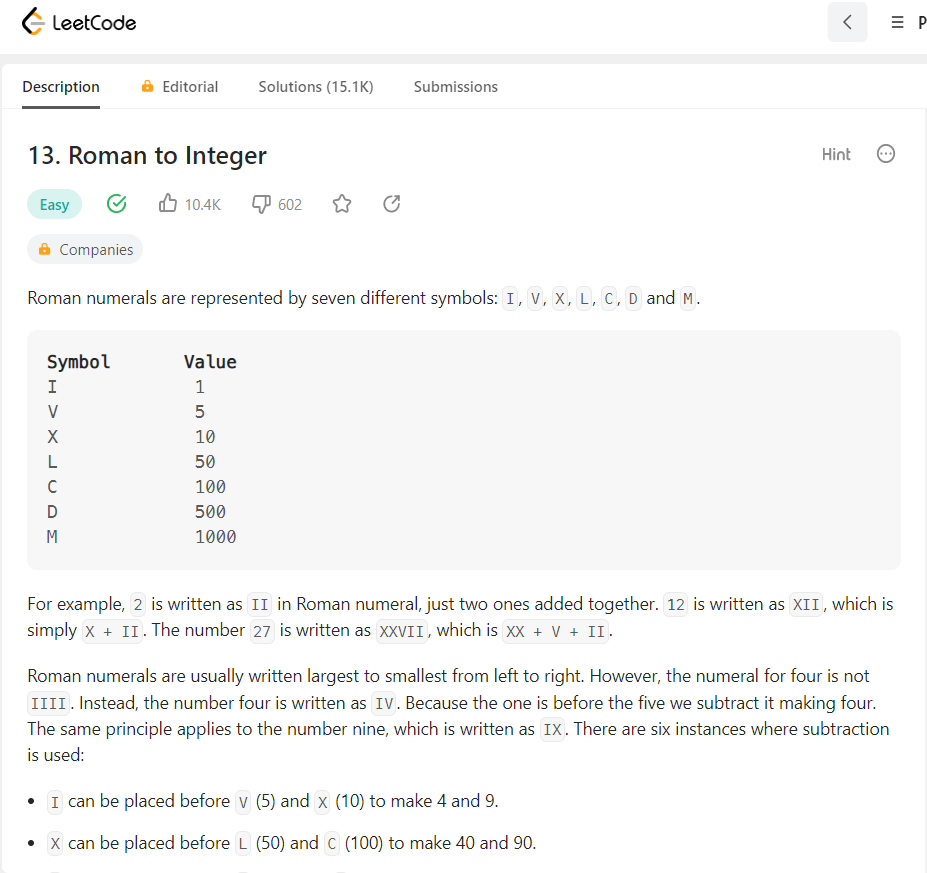 LeetCode
P
Description
Editorial
Solutions (15.1K)
Submissions
13. Roman to Integer
Hint
Easy
10.4K
602
Companies
Roman numerals are represented by seven different symbols: I, V, X, L, C, D and M.
Symbol Value
I 1
V 5
X 10
L 50
C 100
D 500
M 1000
For example, 2 is written as II in Roman numeral, just two ones added together. 12 is written as XII, which is
simply X + II. The number 27 is written as XXVII, which is XX + V + II.
Roman numerals are usually written largest to smallest from left to right. However, the numeral for four is not
IIII. Instead, the number four is written as IV. Because the one is before the five we subtract it making four.
The same principle applies to the number nine, which is written as IX. There are six instances where subtraction
is used:
• I can be placed before V (5) and X (10) to make 4 and 9.
• X can be placed before L (50) and C (100) to make 40 and 90.